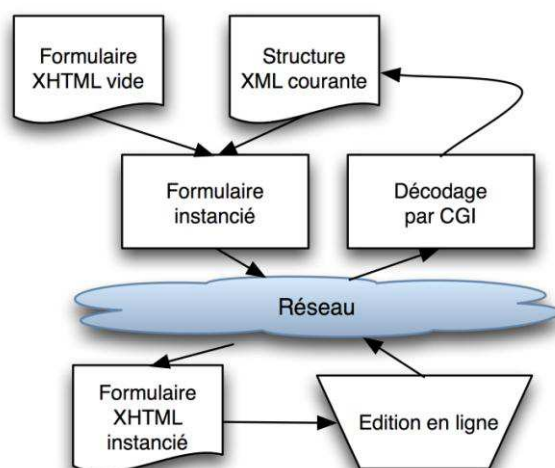 Formulaire
XHTML vide
Structure
XML courante
Formulaire
instancié
Décodage
par CGI
Réseau
Formulaire
XHTML
instancié
Edition en ligne